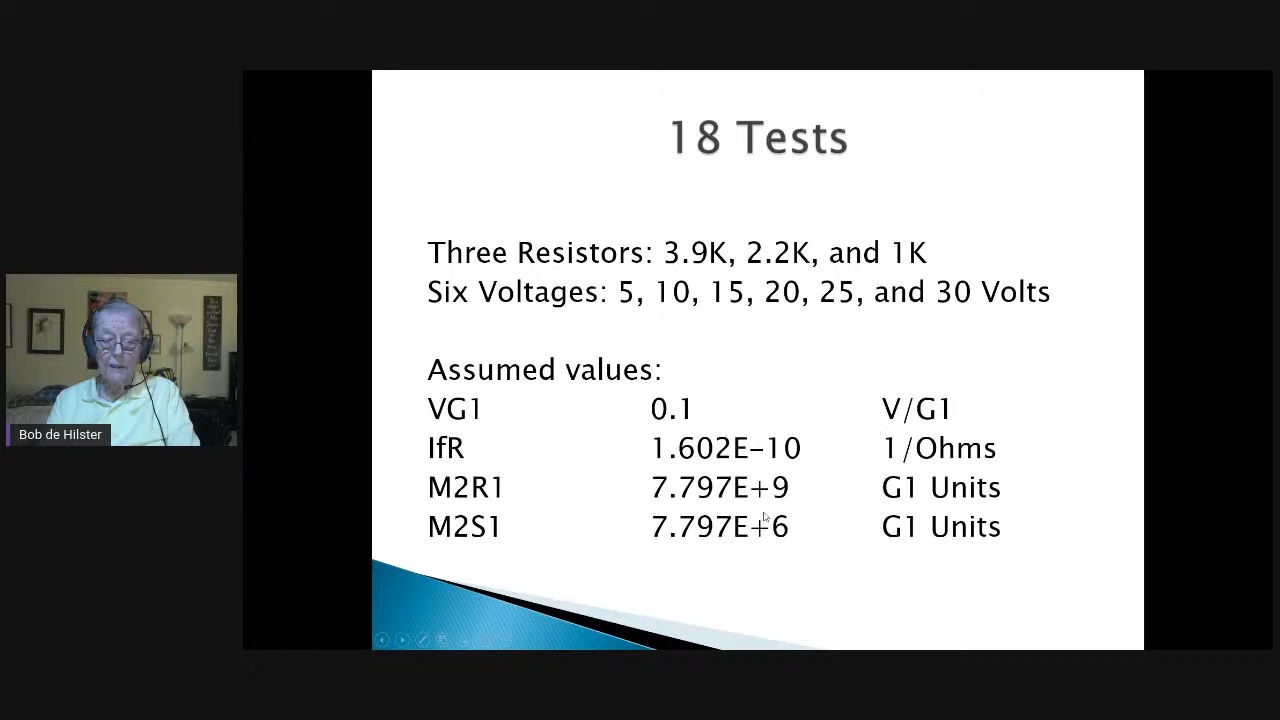 18 Tests
Three Resistors: 3.9K, 2.2K, and 1K
Six Voltages: 5, 10, 15, 20, 25, and 30 Volts
Assumed values:
VG1 0.1 V/G1
IfR 1.602E-10 1/Ohms
M2R1 7.797E+9 G1 Units
M2S1 7.797E+6 G1 Units
Bob de Hilster